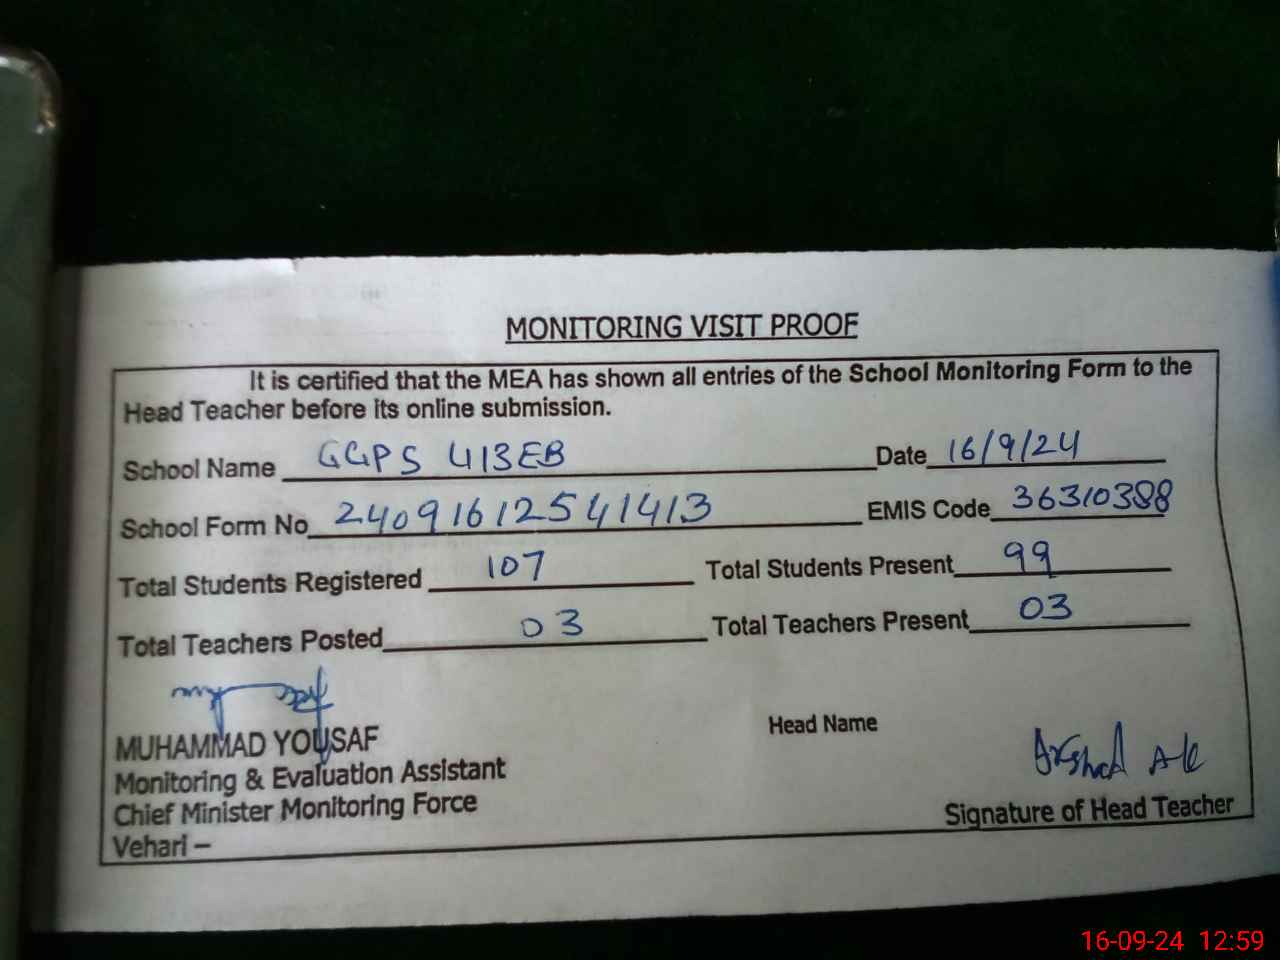 MONITORING VISIT PROOF
It is certified that the MEA has shown all entries of the School Monitoring Form to the
Head Teacher before its online submission.
School Name GGPS 413EB Date 16/9/24
School Form No 24091612541413 EMIS Code 36310388
Total Students Registered 107 Total Students Present 99
Total Teachers Posted 03 Total Teachers Present 03
MUHAMMAD YOUSAF
Head Name
Monitoring & Evaluation Assistant
Chief Minister Monitoring Force
Signature of Head Teacher
Vehari –
16-09-24 12:59